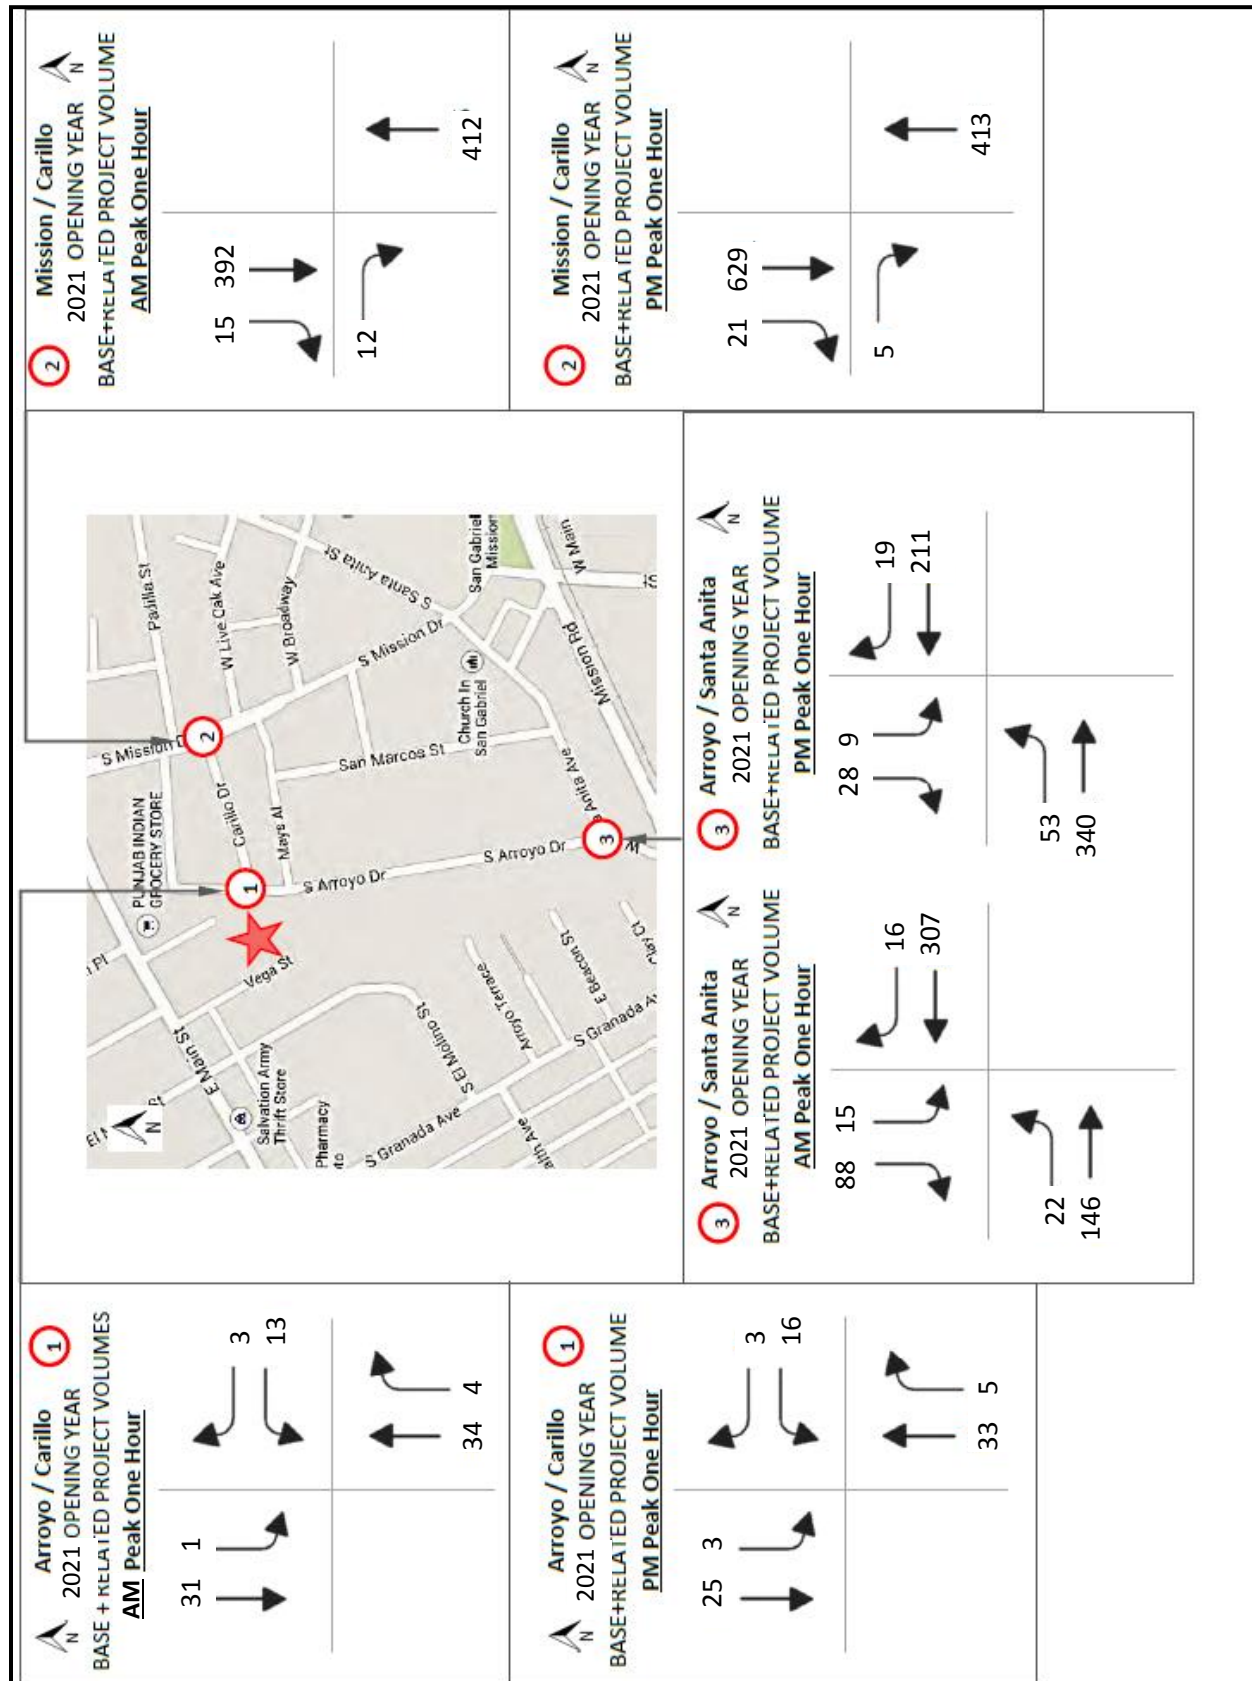 Arroyo / Carillo 1
N 2021 OPENING YEAR
BASE + RELATED PROJECT VOLUMES
AM Peak One Hour
31 1
3
13
34 4
Arroyo / Carillo 1
N 2021 OPENING YEAR
BASE+RELATED PROJECT VOLUME
PM Peak One Hour
25 3
3
16
33 5
2 Mission / Carillo
2021 OPENING YEAR N
BASE+RELATED PROJECT VOLUME
AM Peak One Hour
15 392
12
412
2 Mission / Carillo
2021 OPENING YEAR N
BASE+RELATED PROJECT VOLUME
PM Peak One Hour
21 629
5
413
3 Arroyo / Santa Anita
2021 OPENING YEAR N
BASE+RELATED PROJECT VOLUME
AM Peak One Hour
88 15
16
307
22
146
3 Arroyo / Santa Anita
2021 OPENING YEAR N
BASE+RELATED PROJECT VOLUME
PM Peak One Hour
28 9
19
211
53
340
N
E Main St
Salvation Army
Thrift Store
Pharmacy
S Granada Ave
S El Molino St
Vega St
PUNJAB INDIAN
GROCERY STORE
1
Carillo Dr
Mays Al
S Arroyo Dr
S Arroyo Dr
Arroyo Terrace
E Beacon St
Clay Ct
S Granada Av
S Mission D
2
Padilla St
W Live Oak Ave
W Broadway
S Mission Dr
S Santa Anita St
San Marcos St
Church In
San Gabriel
San Gabriel
Mission
Mission Rd
W Main
a Anita Ave
3